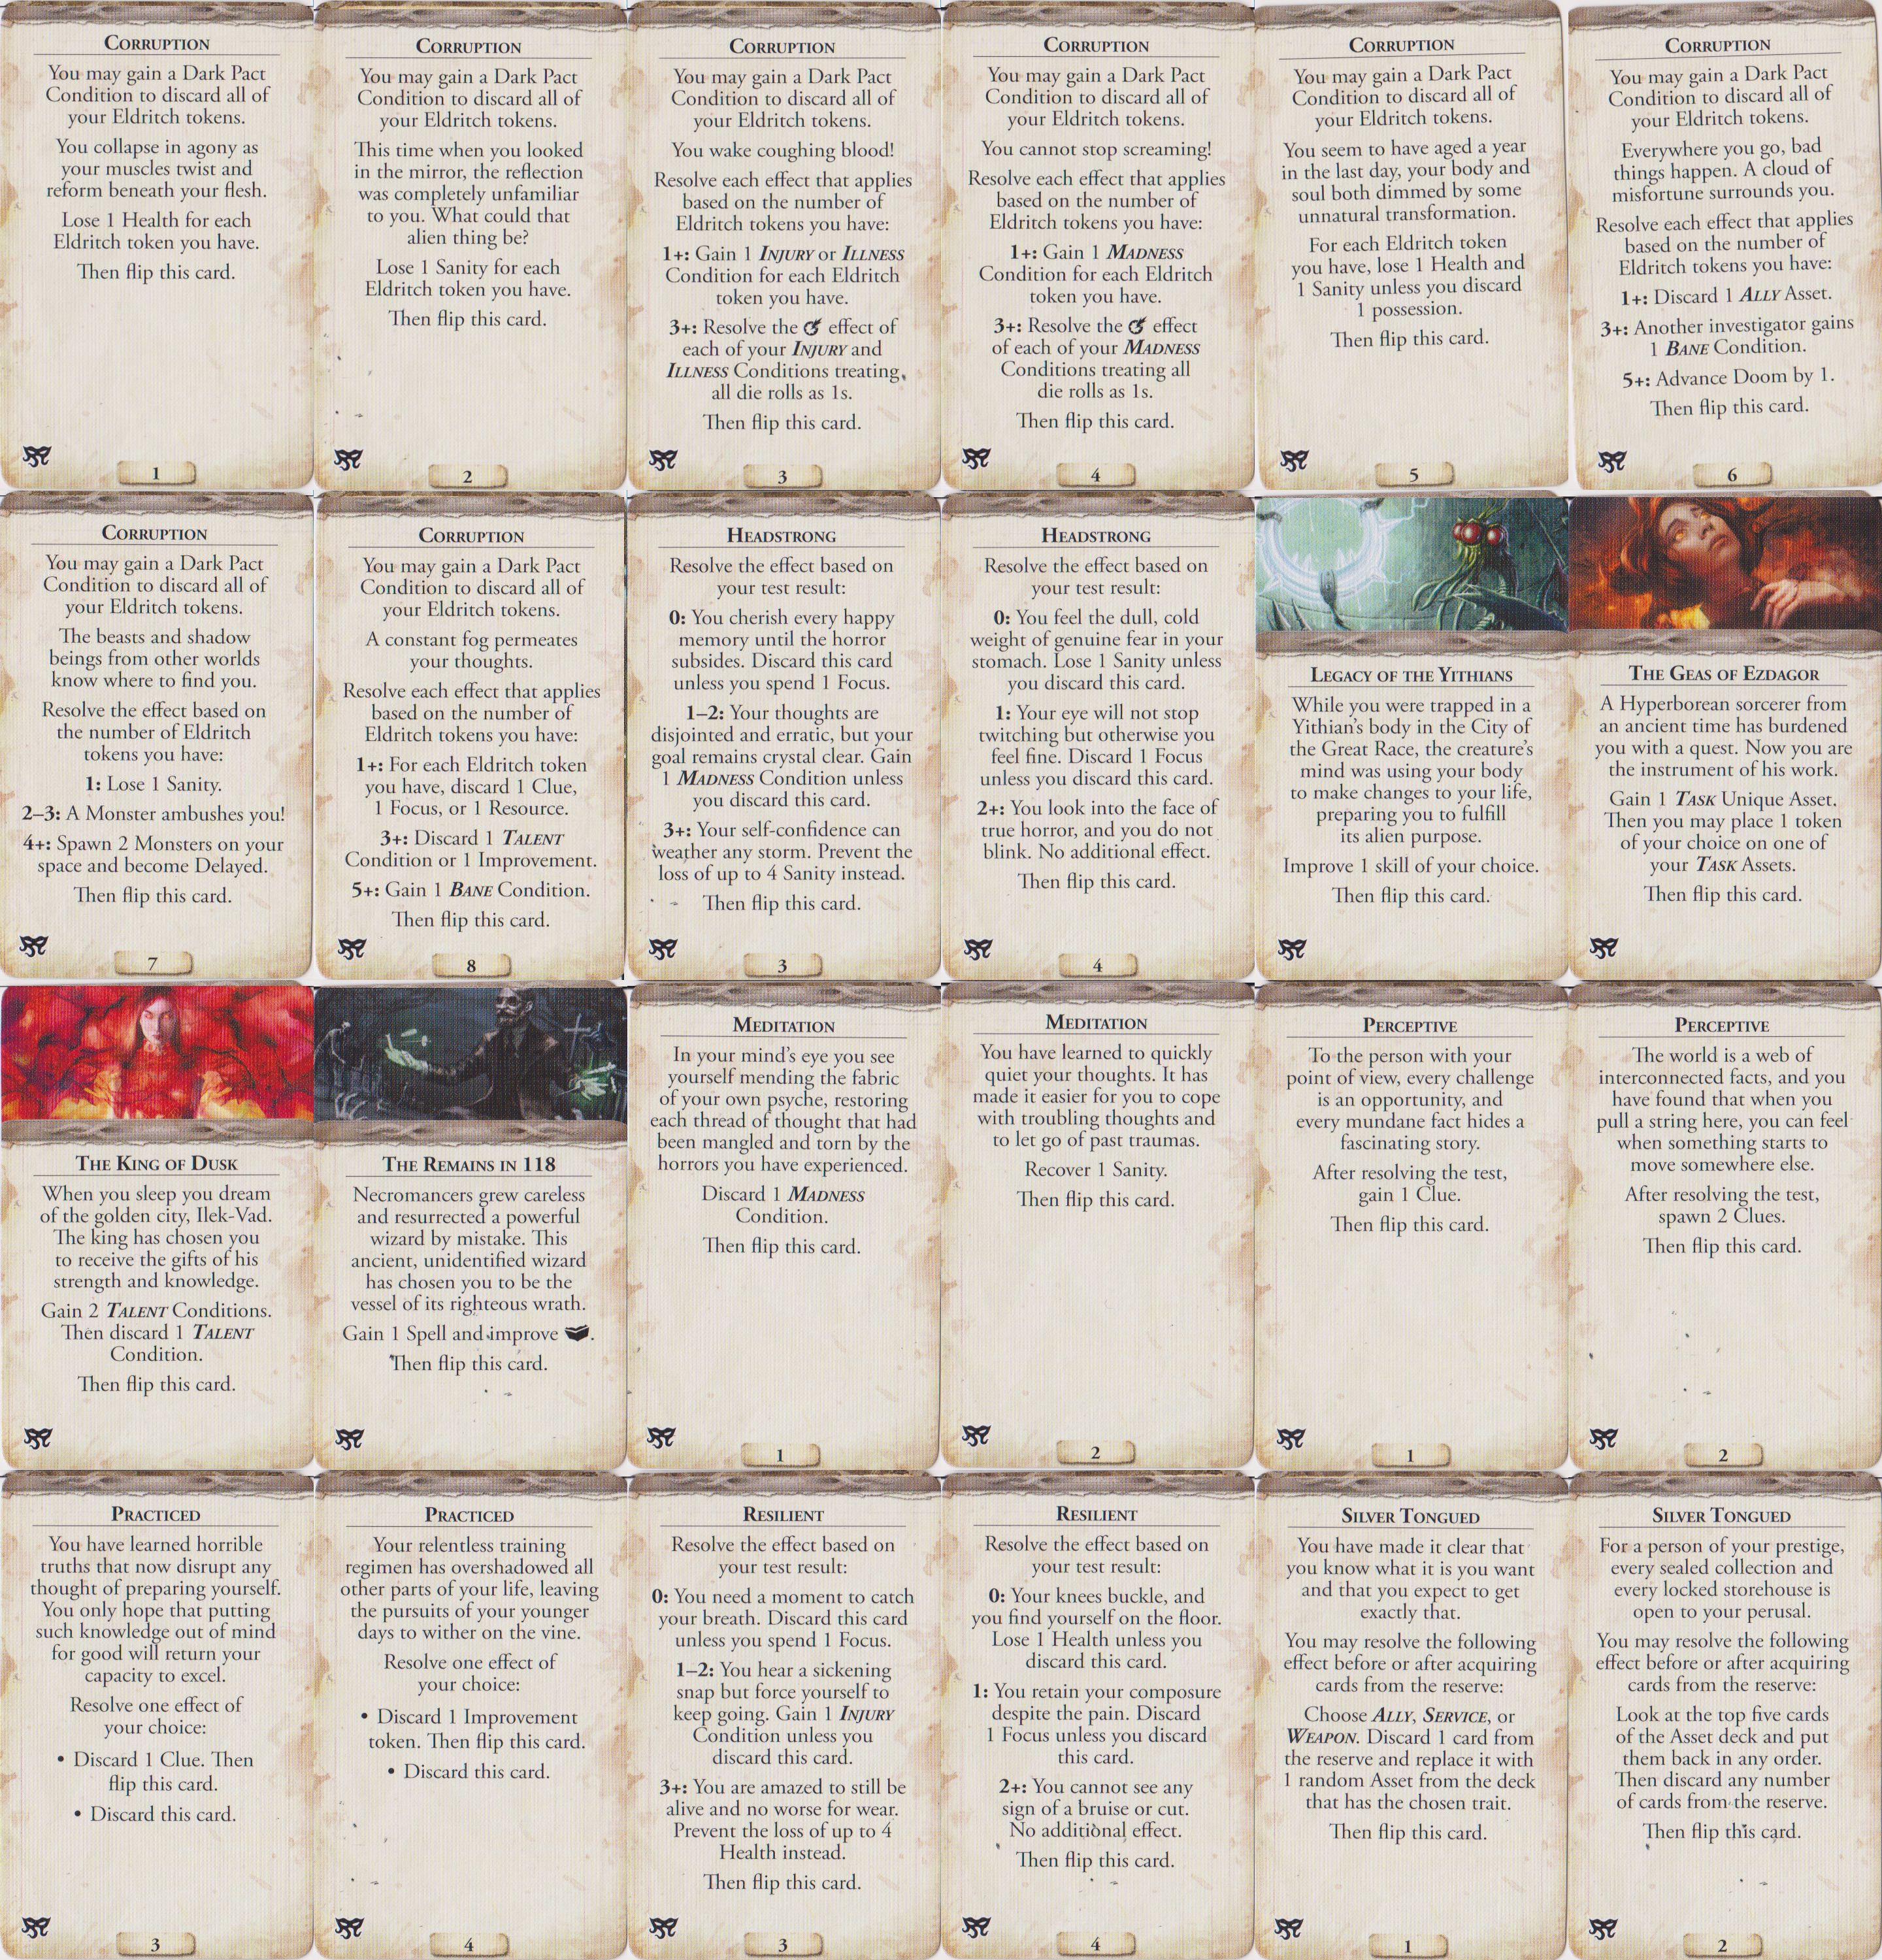 CORRUPTION
You may gain a Dark Pact
Condition to discard all of
your Eldritch tokens.
You collapse in agony as
your muscles twist and
reform beneath your flesh.
Lose 1 Health for each
Eldritch token you have.
Then flip this card.
1
CORRUPTION
You may gain a Dark Pact
Condition to discard all of
your Eldritch tokens.
This time when you looked
in the mirror, the reflection
was completely unfamiliar
to you. What could that
alien thing be?
Lose 1 Sanity for each
Eldritch token you have.
Then flip this card.
2
CORRUPTION
You may gain a Dark Pact
Condition to discard all of
your Eldritch tokens.
You wake coughing blood!
Resolve each effect that applies
based on the number of
Eldritch tokens you have:
1+: Gain 1 INJURY or ILLNESS
Condition for each Eldritch
token you have.
3+: Resolve the effect of
each of your INJURY and
ILLNESS Conditions treating
all die rolls as 1s.
Then flip this card.
3
CORRUPTION
You may gain a Dark Pact
Condition to discard all of
your Eldritch tokens.
You cannot stop screaming!
Resolve each effect that applies
based on the number of
Eldritch tokens you have:
1+: Gain 1 MADNESS
Condition for each Eldritch
token you have.
3+: Resolve the effect
of each of your MADNESS
Conditions treating all
die rolls as 1s.
Then flip this card.
4
CORRUPTION
You may gain a Dark Pact
Condition to discard all of
your Eldritch tokens.
You seem to have aged a year
in the last day, your body and
soul both dimmed by some
unnatural transformation.
For each Eldritch token
you have, lose 1 Health and
1 Sanity unless you discard
1 possession.
Then flip this card.
5
CORRUPTION
You may gain a Dark Pact
Condition to discard all of
your Eldritch tokens.
Everywhere you go, bad
things happen. A cloud of
misfortune surrounds you.
Resolve each effect that applies
based on the number of
Eldritch tokens you have:
1+: Discard 1 ALLY Asset.
3+: Another investigator gains
1 BANE Condition.
5+: Advance Doom by 1.
Then flip this card.
6
CORRUPTION
You may gain a Dark Pact
Condition to discard all of
your Eldritch tokens.
The beasts and shadow
beings from other worlds
know where to find you.
Resolve the effect based on
the number of Eldritch
tokens you have:
1: Lose 1 Sanity.
2–3: A Monster ambushes you!
4+: Spawn 2 Monsters on your
space and become Delayed.
Then flip this card.
7
CORRUPTION
You may gain a Dark Pact
Condition to discard all of
your Eldritch tokens.
A constant fog permeates
your thoughts.
Resolve each effect that applies
based on the number of
Eldritch tokens you have:
1+: For each Eldritch token
you have, discard 1 Clue,
1 Focus, or 1 Resource.
3+: Discard 1 TALENT
Condition or 1 Improvement.
5+: Gain 1 BANE Condition.
Then flip this card.
8
HEADSTRONG
Resolve the effect based on
your test result:
0: You cherish every happy
memory until the horror
subsides. Discard this card
unless you spend 1 Focus.
1–2: Your thoughts are
disjointed and erratic, but your
goal remains crystal clear. Gain
1 MADNESS Condition unless
you discard this card.
3+: Your self-confidence can
weather any storm. Prevent the
loss of up to 4 Sanity instead.
Then flip this card.
3
HEADSTRONG
Resolve the effect based on
your test result:
0: You feel the dull, cold
weight of genuine fear in your
stomach. Lose 1 Sanity unless
you discard this card.
1: Your eye will not stop
twitching but otherwise you
feel fine. Discard 1 Focus
unless you discard this card.
2+: You look into the face of
true horror, and you do not
blink. No additional effect.
Then flip this card.
4
LEGACY OF THE YITHIANS
While you were trapped in a
Yithian's body in the City of
the Great Race, the creature's
mind was using your body
to make changes to your life,
preparing you to fulfill
its alien purpose.
Improve 1 skill of your choice.
Then flip this card.
THE GEAS OF EZDAGOR
A Hyperborean sorcerer from
an ancient time has burdened
you with a quest. Now you are
the instrument of his work.
Gain 1 TASK Unique Asset.
Then you may place 1 token
of your choice on one of
your TASK Assets.
Then flip this card.
THE KING OF DUSK
When you sleep you dream
of the golden city, Ilek-Vad.
The king has chosen you
to receive the gifts of his
strength and knowledge.
Gain 2 TALENT Conditions.
Then discard 1 TALENT
Condition.
Then flip this card.
THE REMAINS IN 118
Necromancers grew careless
and resurrected a powerful
wizard by mistake. This
ancient, unidentified wizard
has chosen you to be the
vessel of its righteous wrath.
Gain 1 Spell and improve .
Then flip this card.
MEDITATION
In your mind's eye you see
yourself mending the fabric
of your own psyche, restoring
each thread of thought that had
been mangled and torn by the
horrors you have experienced.
Discard 1 MADNESS
Condition.
Then flip this card.
1
MEDITATION
You have learned to quickly
quiet your thoughts. It has
made it easier for you to cope
with troubling thoughts and
to let go of past traumas.
Recover 1 Sanity.
Then flip this card.
2
PERCEPTIVE
To the person with your
point of view, every challenge
is an opportunity, and
every mundane fact hides a
fascinating story.
After resolving the test,
gain 1 Clue.
Then flip this card.
1
PERCEPTIVE
The world is a web of
interconnected facts, and you
have found that when you
pull a string here, you can feel
when something starts to
move somewhere else.
After resolving the test,
spawn 2 Clues.
Then flip this card.
2
PRACTICED
You have learned horrible
truths that now disrupt any
thought of preparing yourself.
You only hope that putting
such knowledge out of mind
for good will return your
capacity to excel.
Resolve one effect of
your choice:
• Discard 1 Clue. Then
flip this card.
• Discard this card.
3
PRACTICED
Your relentless training
regimen has overshadowed all
other parts of your life, leaving
the pursuits of your younger
days to wither on the vine.
Resolve one effect of
your choice:
• Discard 1 Improvement
token. Then flip this card.
• Discard this card.
4
RESILIENT
Resolve the effect based on
your test result:
0: You need a moment to catch
your breath. Discard this card
unless you spend 1 Focus.
1–2: You hear a sickening
snap but force yourself to
keep going. Gain 1 INJURY
Condition unless you
discard this card.
3+: You are amazed to still be
alive and no worse for wear.
Prevent the loss of up to 4
Health instead.
Then flip this card.
3
RESILIENT
Resolve the effect based on
your test result:
0: Your knees buckle, and
you find yourself on the floor.
Lose 1 Health unless you
discard this card.
1: You retain your composure
despite the pain. Discard
1 Focus unless you discard
this card.
2+: You cannot see any
sign of a bruise or cut.
No additional effect.
Then flip this card.
4
SILVER TONGUED
You have made it clear that
you know what it is you want
and that you expect to get
exactly that.
You may resolve the following
effect before or after acquiring
cards from the reserve:
Choose ALLY, SERVICE, or
WEAPON. Discard 1 card from
the reserve and replace it with
1 random Asset from the deck
that has the chosen trait.
Then flip this card.
1
SILVER TONGUED
For a person of your prestige,
every sealed collection and
every locked storehouse is
open to your perusal.
You may resolve the following
effect before or after acquiring
cards from the reserve:
Look at the top five cards
of the Asset deck and put
them back in any order.
Then discard any number
of cards from the reserve.
Then flip this card.
2